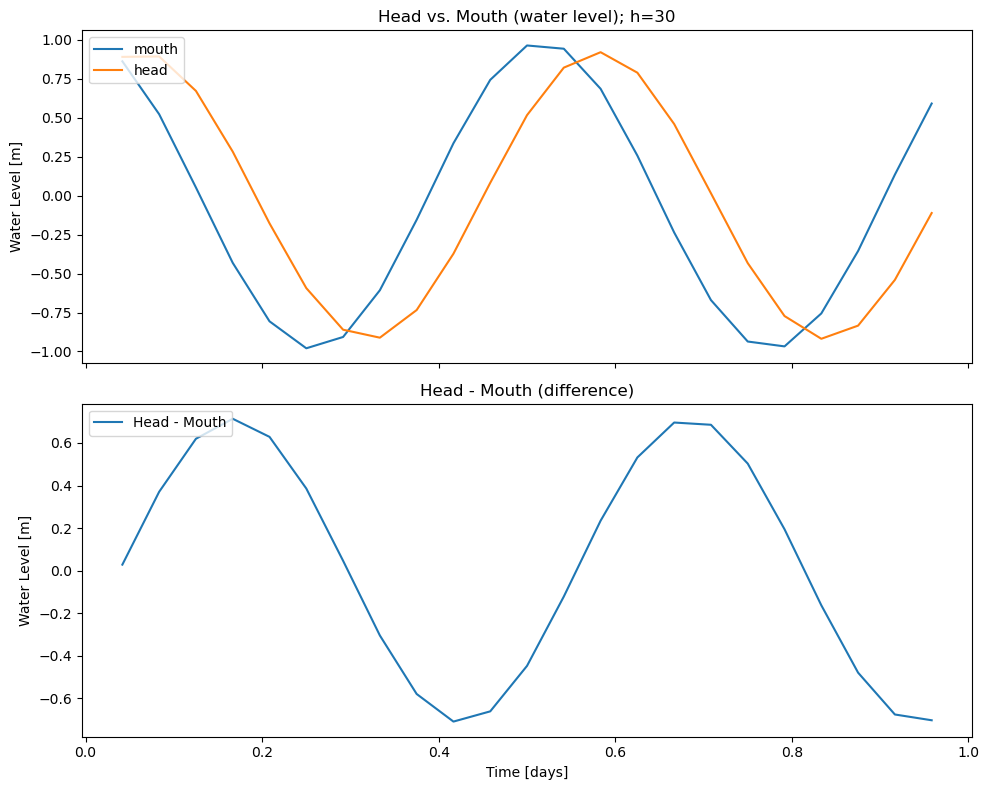 Head vs. Mouth (water level); h=30
1.00
0.75
0.50
0.25
0.00
−0.25
−0.50
−0.75
−1.00
Water Level [m]
mouth
head
Head - Mouth (difference)
0.6
0.4
0.2
0.0
−0.2
−0.4
−0.6
Water Level [m]
Head - Mouth
0.0 0.2 0.4 0.6 0.8 1.0
Time [days]